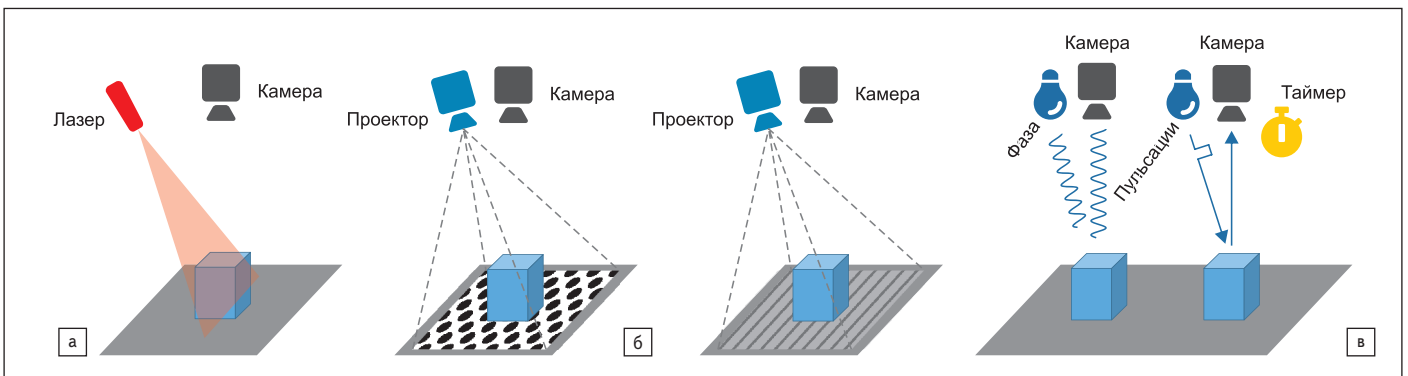 Лазер
Камера
а
Проектор
Камера
б
Проектор
Камера
Камера
Фаза
Камера
Пульсации
Таймер
в